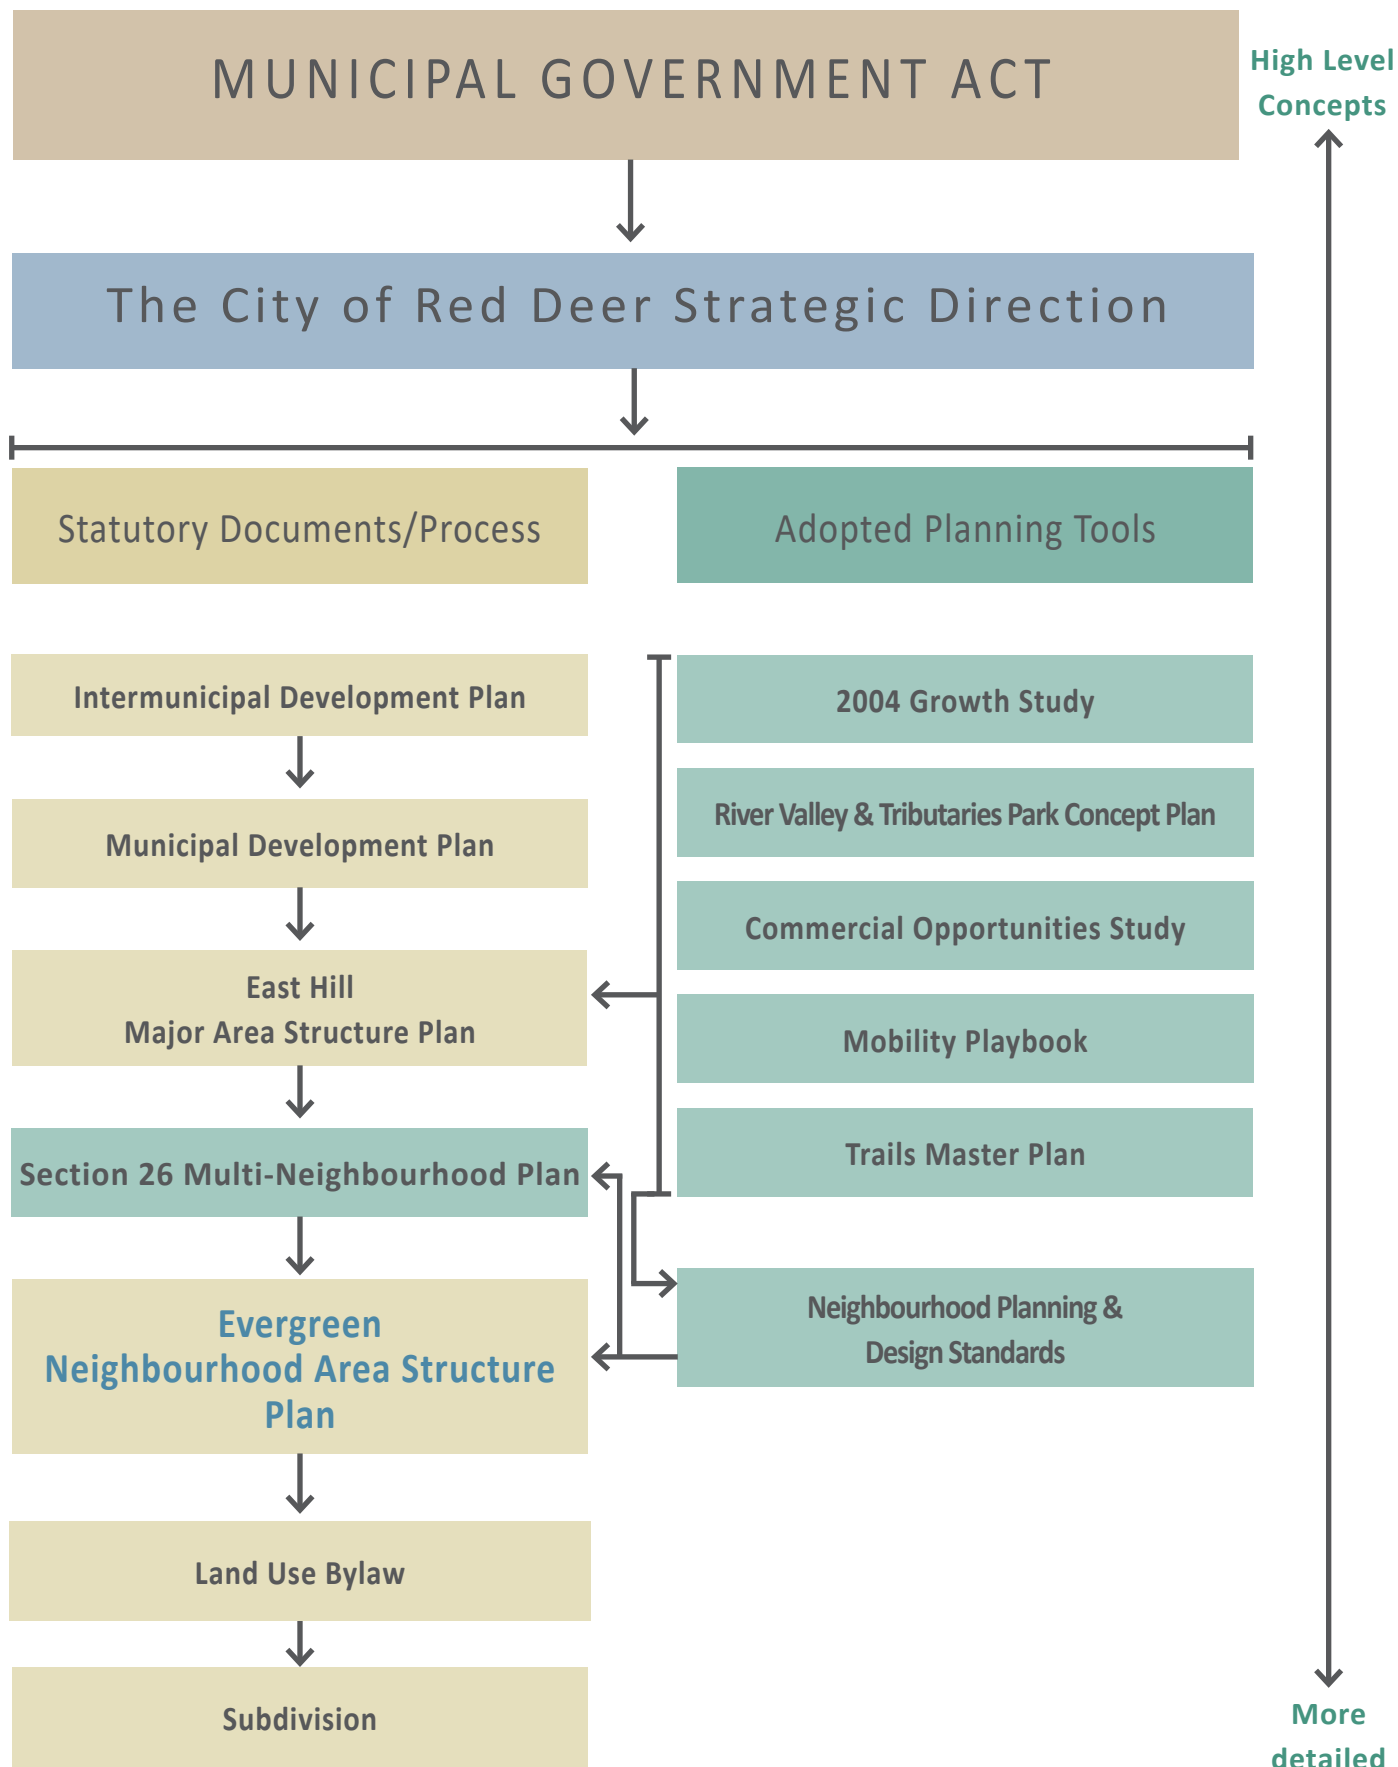 MUNICIPAL GOVERNMENT ACT
High Level
Concepts
The City of Red Deer Strategic Direction
Statutory Documents/Process
Adopted Planning Tools
Intermunicipal Development Plan
2004 Growth Study
River Valley & Tributaries Park Concept Plan
Municipal Development Plan
Commercial Opportunities Study
East Hill
Major Area Structure Plan
Mobility Playbook
Trails Master Plan
Section 26 Multi-Neighbourhood Plan
Neighbourhood Planning &
Design Standards
Evergreen
Neighbourhood Area Structure
Plan
Land Use Bylaw
Subdivision
More
detailed